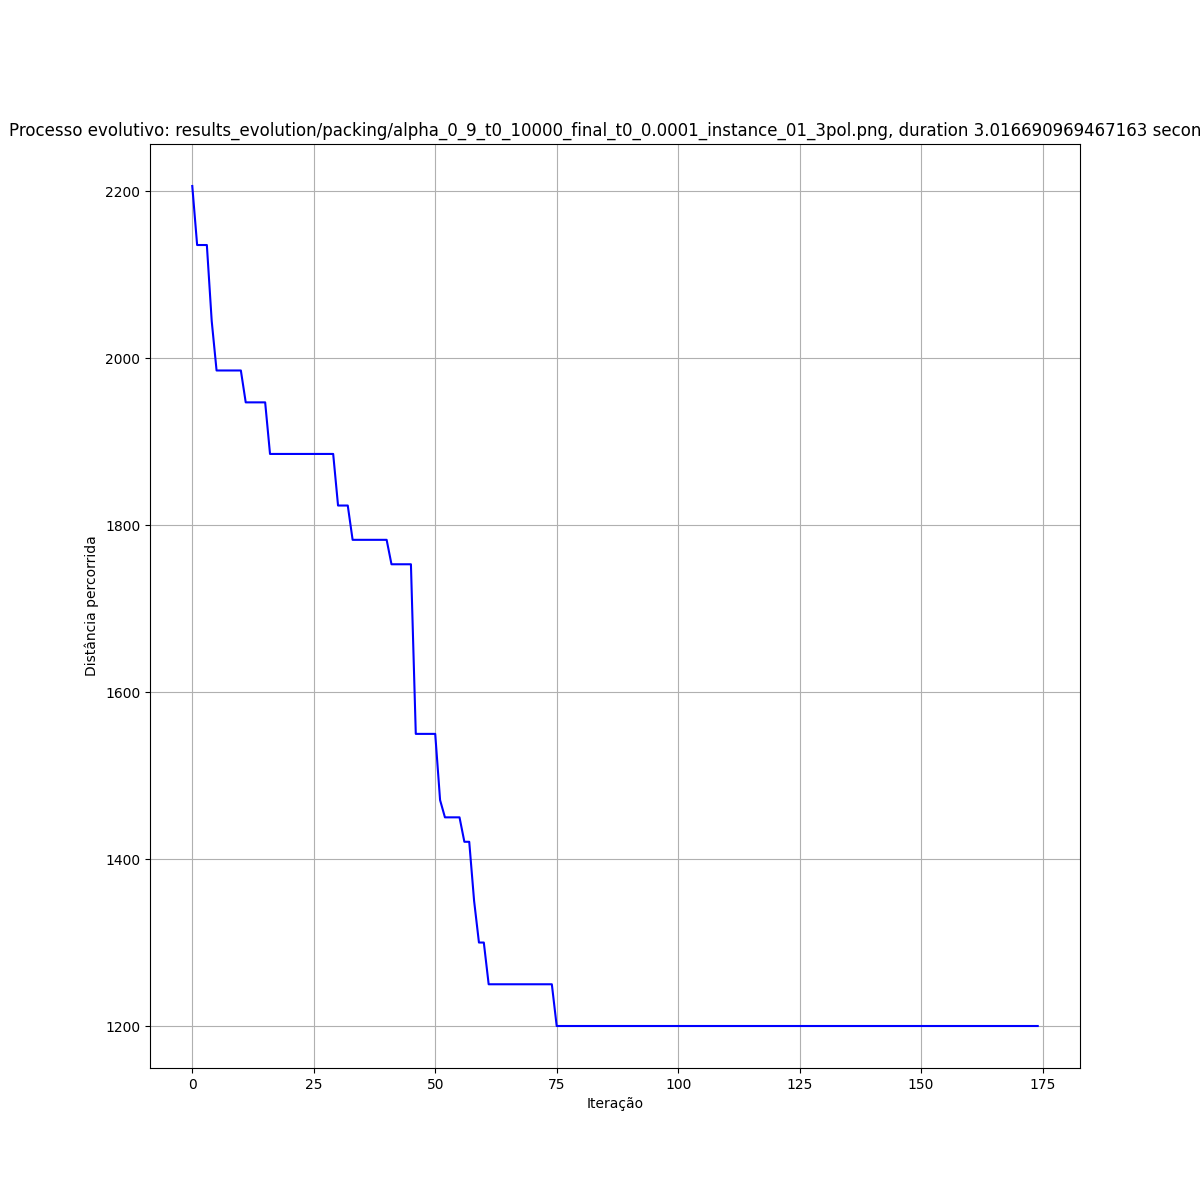 Processo evolutivo: results_evolution/packing/alpha_0_9_t0_10000_final_t0_0.0001_instance_01_3pol.png, duration 3.016690969467163 secon
2200
2000
1800
1600
1400
1200
Distância percorrida
0 25 50 75 100 125 150 175
Iteração